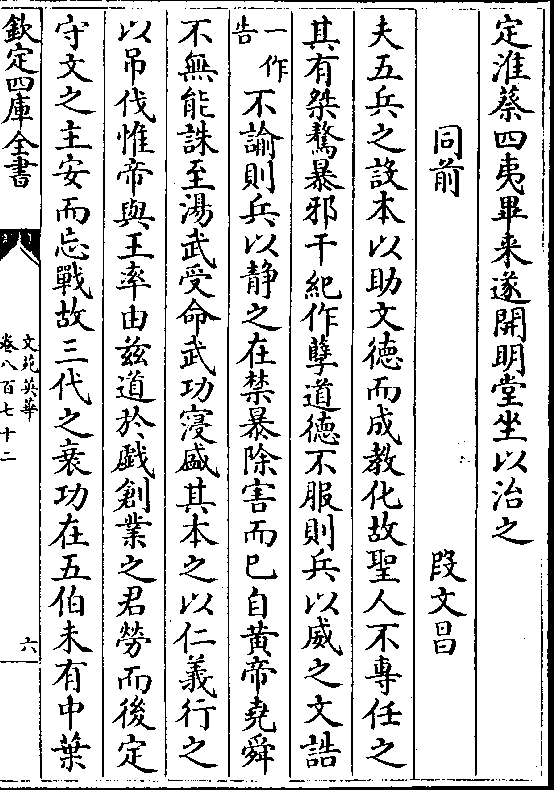 定淮蔡四夷畢来遂開明堂坐以治之
同前 段文昌
夫五兵之設本以助文徳而成教化故聖人不專任之
其有桀驁暴邪干紀作孽道徳不服則兵以威之文誥
一作告不諭則兵以静之在禁暴除害而已自黄帝堯舜
不無能誅至湯武受命武功寖盛其本之以仁義行之
以吊伐惟帝與王率由兹道於戯創業之君勞而後定
守文之主安而忘戰故三代之衰功在五伯未有中葉
欽定四庫全書
文苑英華
卷八百七十二
六